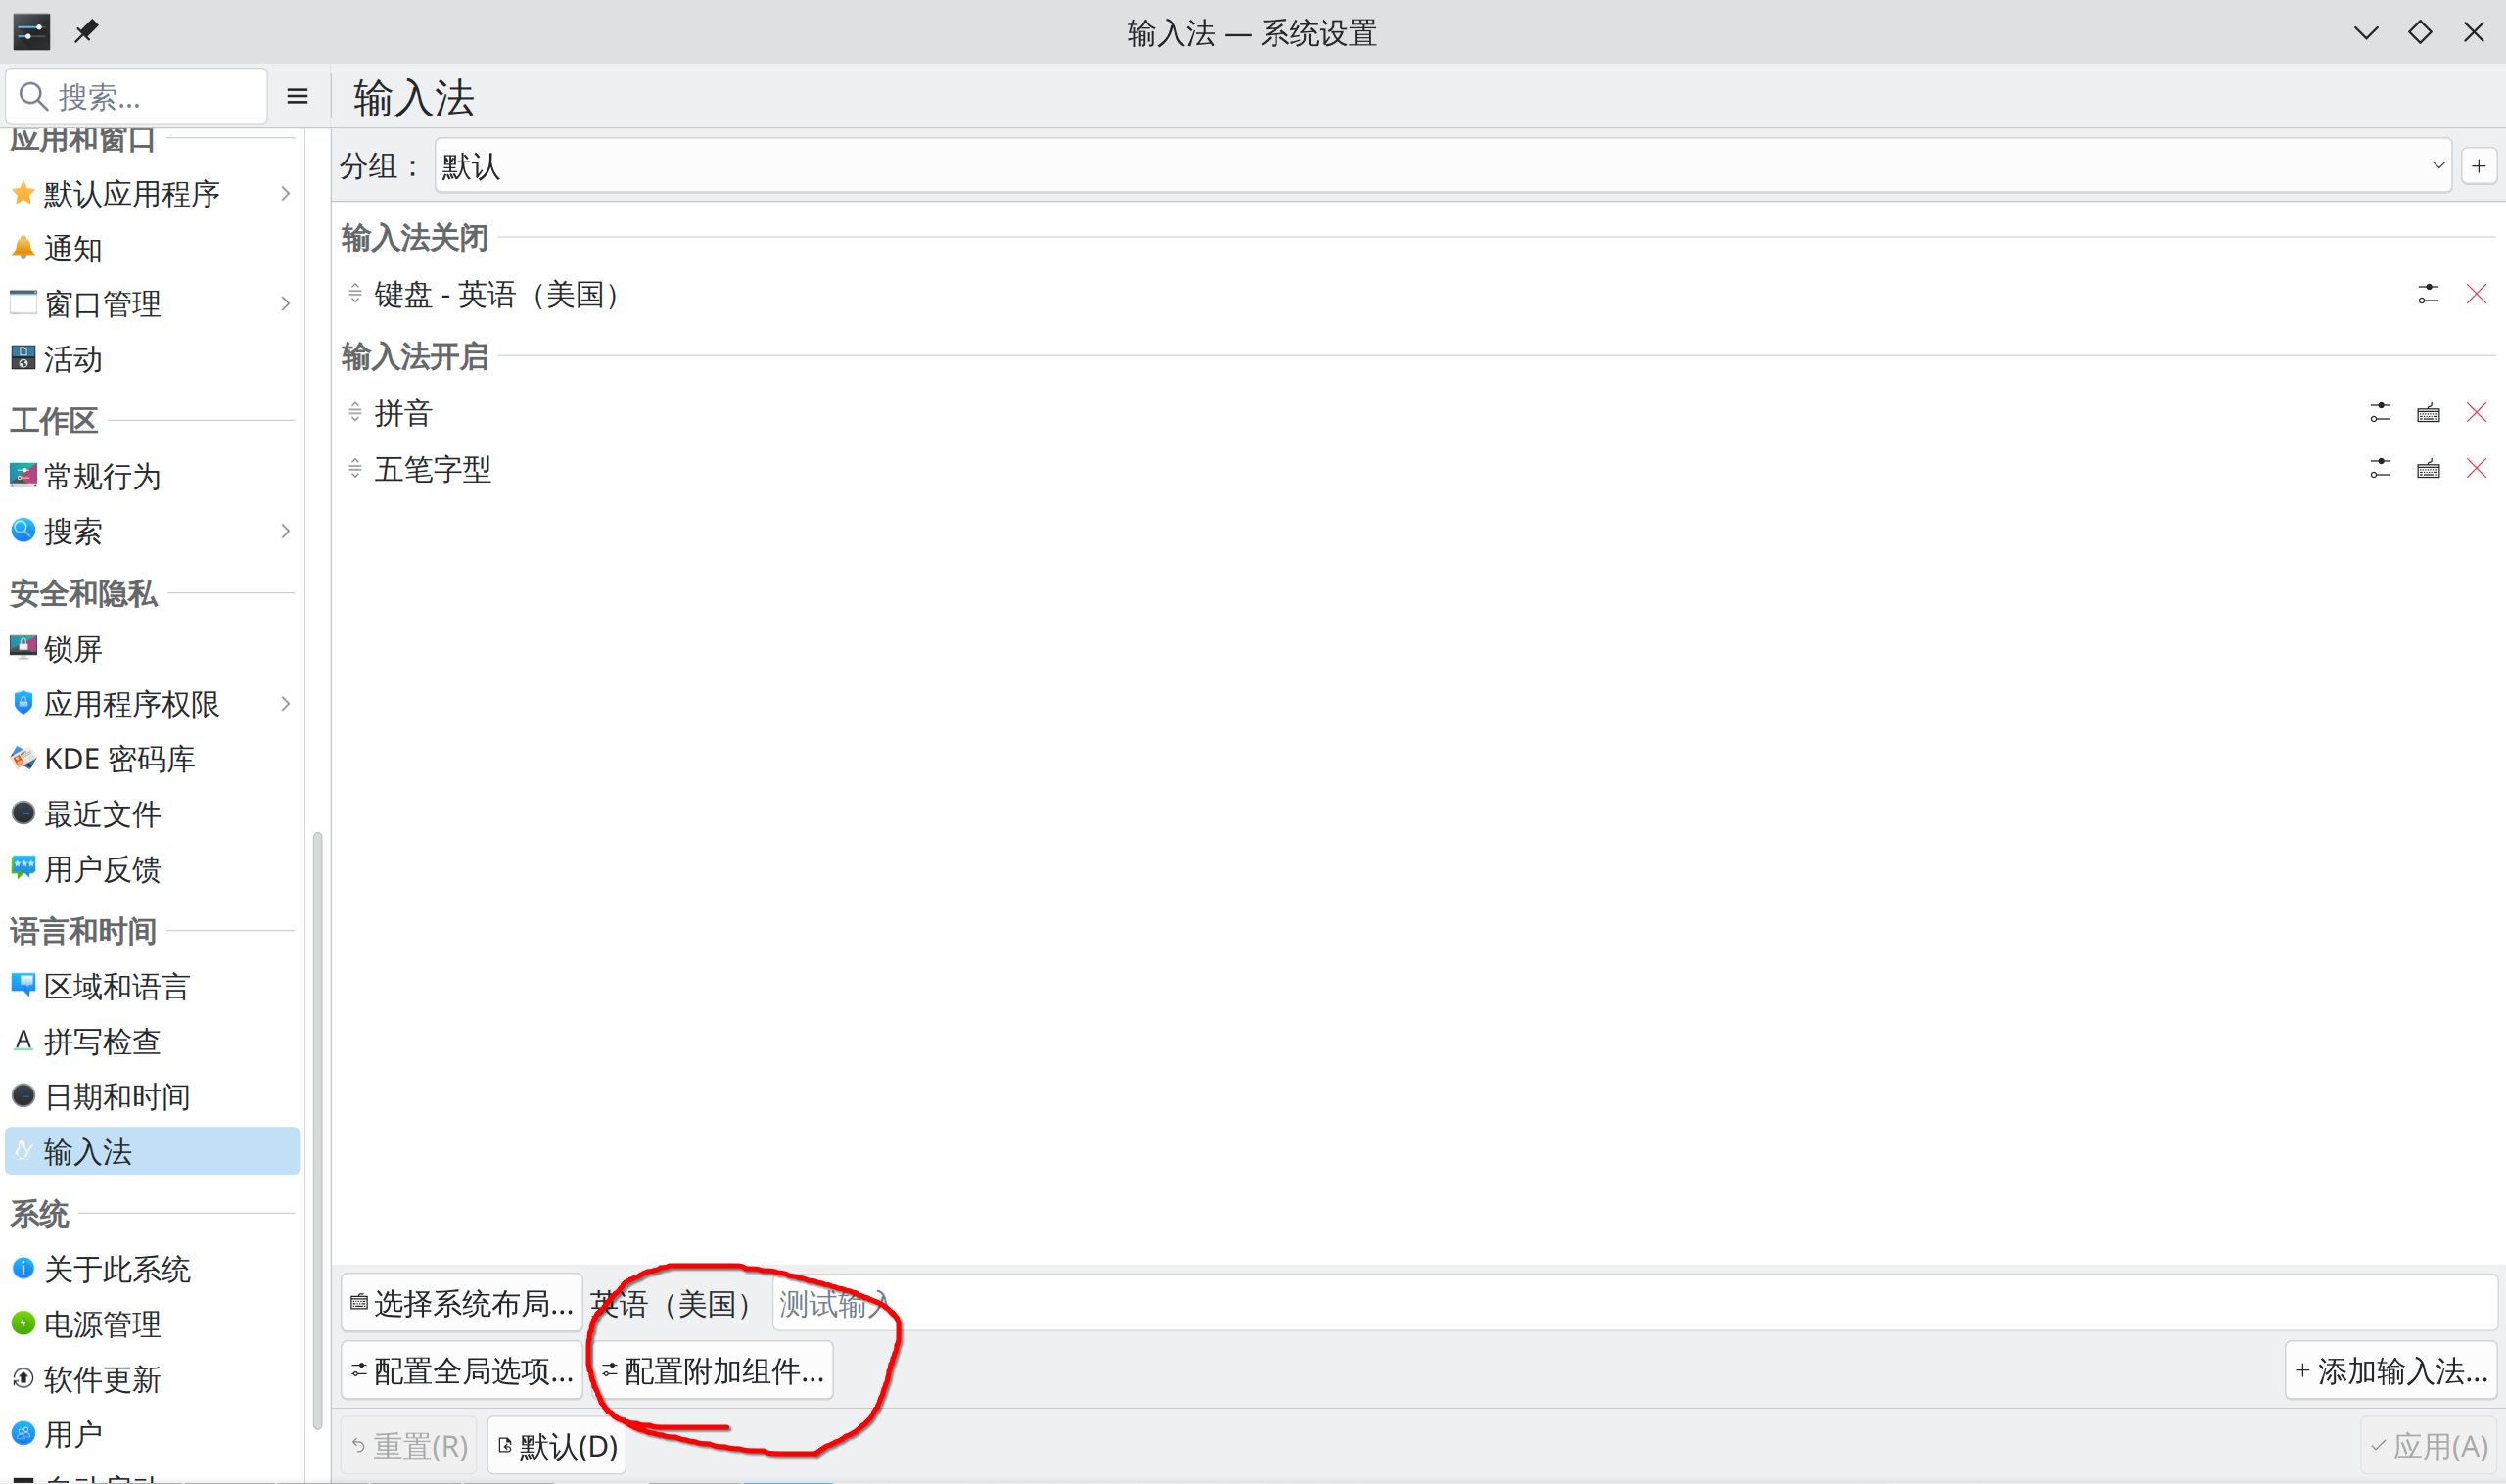 输入法 — 系统设置
搜索...
输入法
应用和窗口
默认应用程序
通知
窗口管理
活动
工作区
常规行为
搜索
安全和隐私
锁屏
应用程序权限
KDE 密码库
最近文件
用户反馈
语言和时间
区域和语言
拼写检查
日期和时间
输入法
系统
关于此系统
电源管理
软件更新
用户
自动启动
分组： 默认
输入法关闭
键盘 - 英语（美国）
输入法开启
拼音
五笔字型
选择系统布局... 英语（美国） 测试输入
配置全局选项... 配置附加组件... 添加输入法...
重置(R) 默认(D) 应用(A)